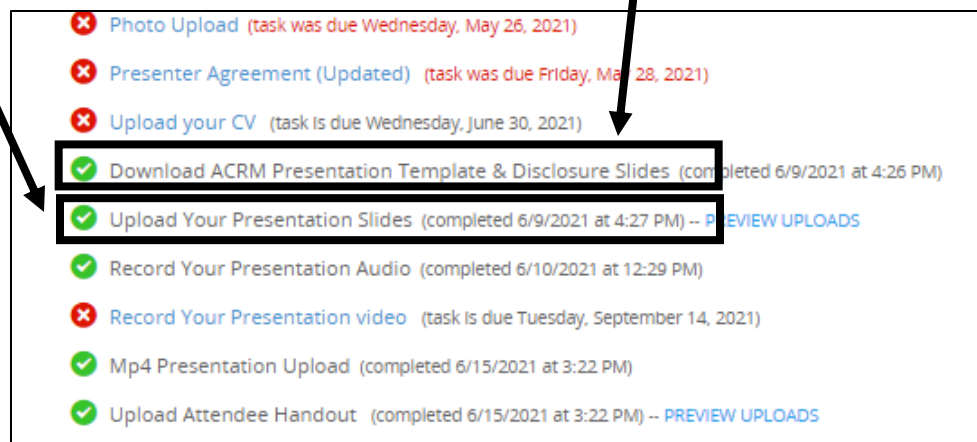 Photo Upload (task was due Wednesday, May 26, 2021)
Presenter Agreement (Updated) (task was due Friday, May 28, 2021)
Upload your CV (task is due Wednesday, June 30, 2021)
Download ACRM Presentation Template & Disclosure Slides (completed 6/9/2021 at 4:26 PM)
Upload Your Presentation Slides (completed 6/9/2021 at 4:27 PM) -- PREVIEW UPLOADS
Record Your Presentation Audio (completed 6/10/2021 at 12:29 PM)
Record Your Presentation video (task is due Tuesday, September 14, 2021)
Mp4 Presentation Upload (completed 6/15/2021 at 3:22 PM)
Upload Attendee Handout (completed 6/15/2021 at 3:22 PM) -- PREVIEW UPLOADS